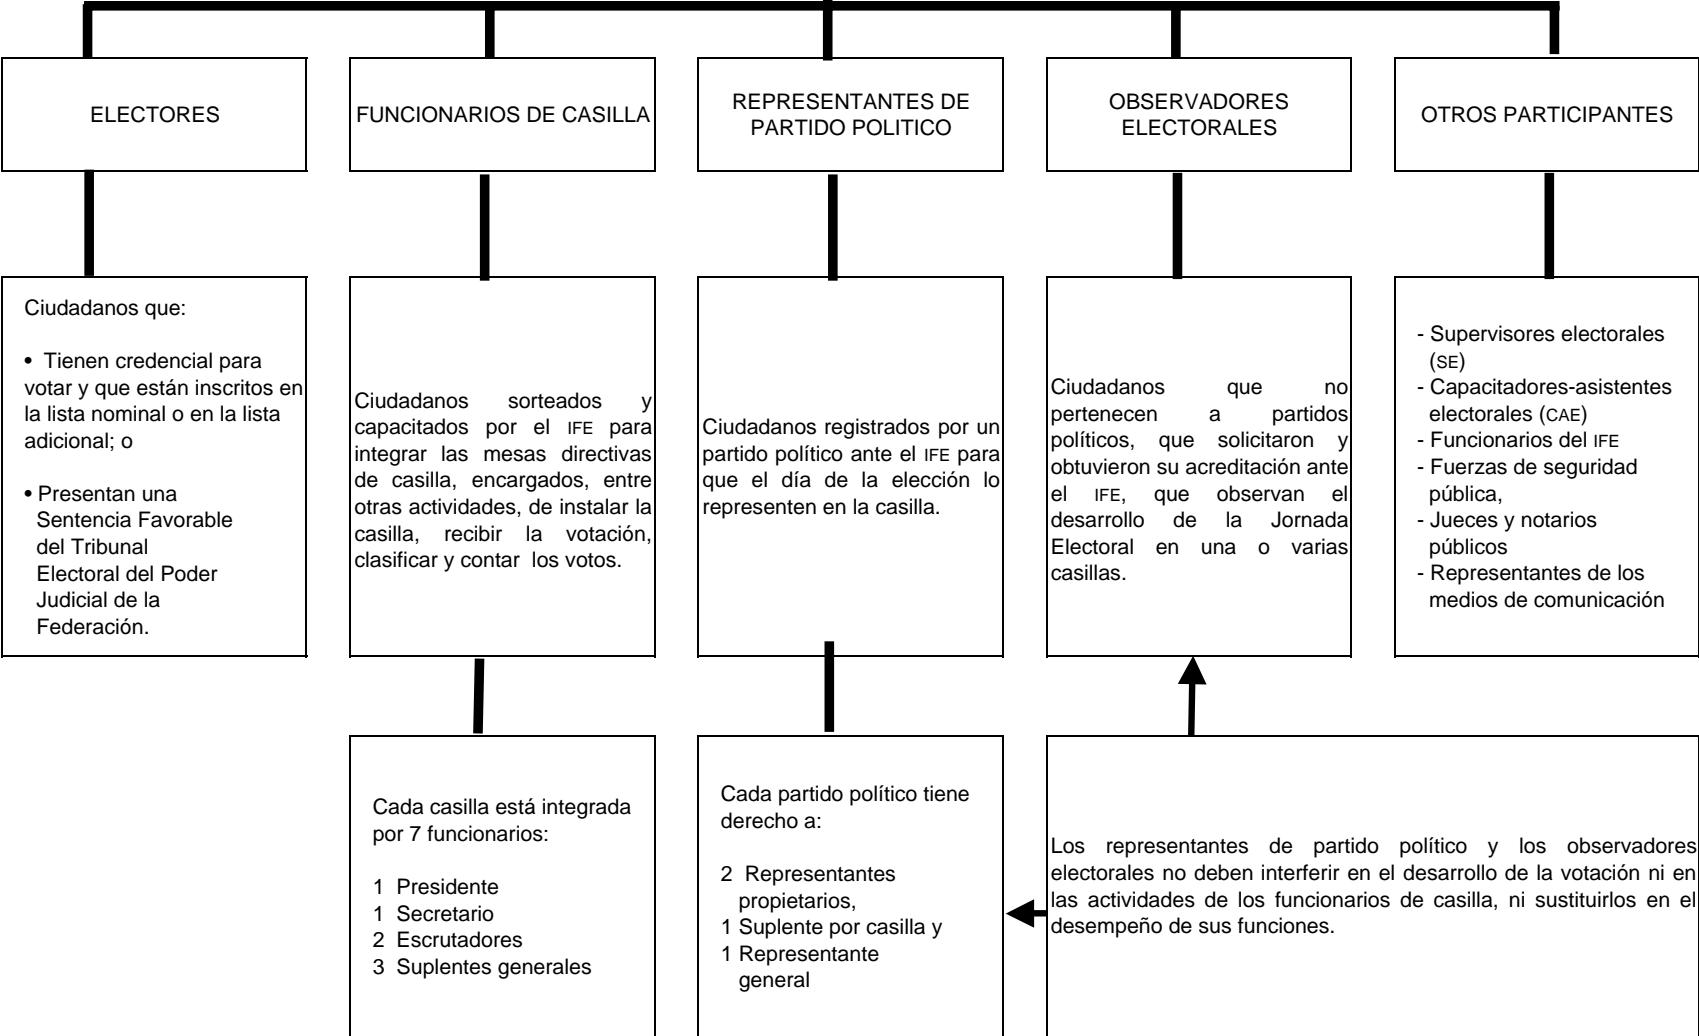 ELECTORES
FUNCIONARIOS DE CASILLA
REPRESENTANTES DE
PARTIDO POLITICO
OBSERVADORES
ELECTORALES
OTROS PARTICIPANTES
Ciudadanos que:
• Tienen credencial para
votar y que están inscritos en
la lista nominal o en la lista
adicional; o
• Presentan una
Sentencia Favorable
del Tribunal
Electoral del Poder
Judicial de la
Federación.
Ciudadanos sorteados y
capacitados por el IFE para
integrar las mesas directivas
de casilla, encargados, entre
otras actividades, de instalar la
casilla, recibir la votación,
clasificar y contar los votos.
Ciudadanos registrados por un
partido político ante el IFE para
que el día de la elección lo
representen en la casilla.
Ciudadanos que no
pertenecen a partidos
políticos, que solicitaron y
obtuvieron su acreditación ante
el IFE, que observan el
desarrollo de la Jornada
Electoral en una o varias
casillas.
- Supervisores electorales
(SE)
- Capacitadores-asistentes
electorales (CAE)
- Funcionarios del IFE
- Fuerzas de seguridad
pública,
- Jueces y notarios
públicos
- Representantes de los
medios de comunicación
Cada casilla está integrada
por 7 funcionarios:
1 Presidente
1 Secretario
2 Escrutadores
3 Suplentes generales
Cada partido político tiene
derecho a:
2 Representantes
propietarios,
1 Suplente por casilla y
1 Representante
general
Los representantes de partido político y los observadores
electorales no deben interferir en el desarrollo de la votación ni en
las actividades de los funcionarios de casilla, ni sustituirlos en el
desempeño de sus funciones.